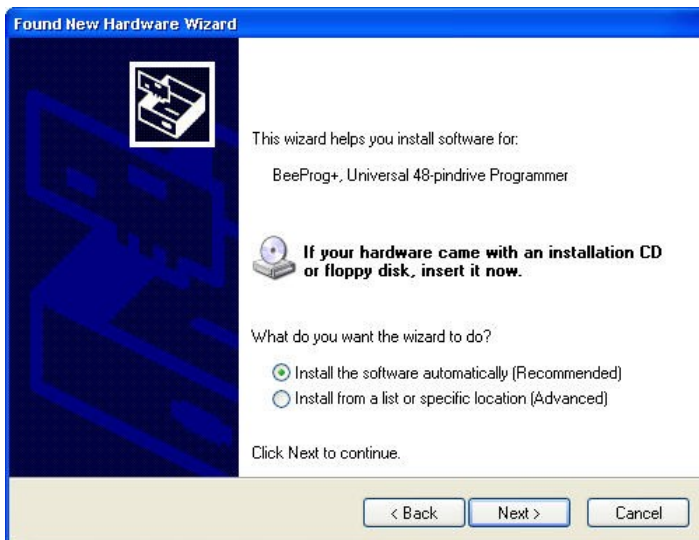 Found New Hardware Wizard
This wizard helps you install software for:
BeeProg+, Universal 48-pindrive Programmer
If your hardware came with an installation CD
or floppy disk, insert it now.
What do you want the wizard to do?
Install the software automatically (Recommended)
Install from a list or specific location (Advanced)
Click Next to continue.
< Back
Next >
Cancel